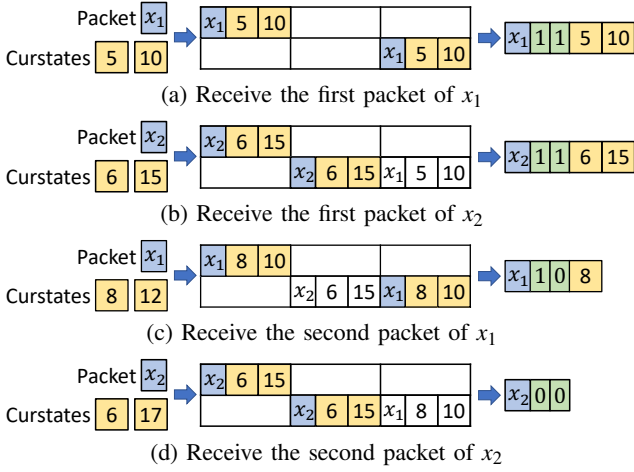 Packet x₁
Curstates 5 10
x₁ 5 10
x₁ 5 10
x₁ 1 1 5 10
(a) Receive the first packet of x₁
Packet x₂
Curstates 6 15
x₂ 6 15
x₂ 6 15 x₁ 5 10
x₂ 1 1 6 15
(b) Receive the first packet of x₂
Packet x₁
Curstates 8 12
x₁ 8 10
x₂ 6 15 x₁ 8 10
x₁ 1 0 8
(c) Receive the second packet of x₁
Packet x₂
Curstates 6 17
x₂ 6 15
x₂ 6 15 x₁ 8 10
x₂ 0 0
(d) Receive the second packet of x₂